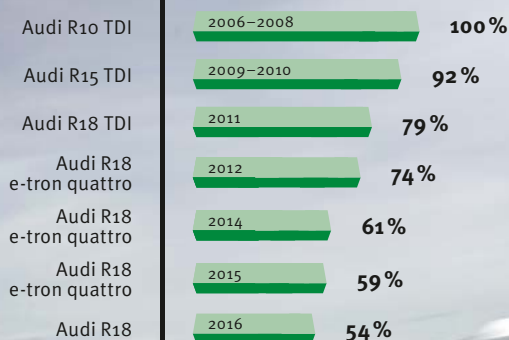 Audi R10 TDI 2006–2008 100 %
Audi R15 TDI 2009–2010 92 %
Audi R18 TDI 2011 79 %
Audi R18
e-tron quattro 2012 74 %
Audi R18
e-tron quattro 2014 61 %
Audi R18
e-tron quattro 2015 59 %
Audi R18 2016 54 %